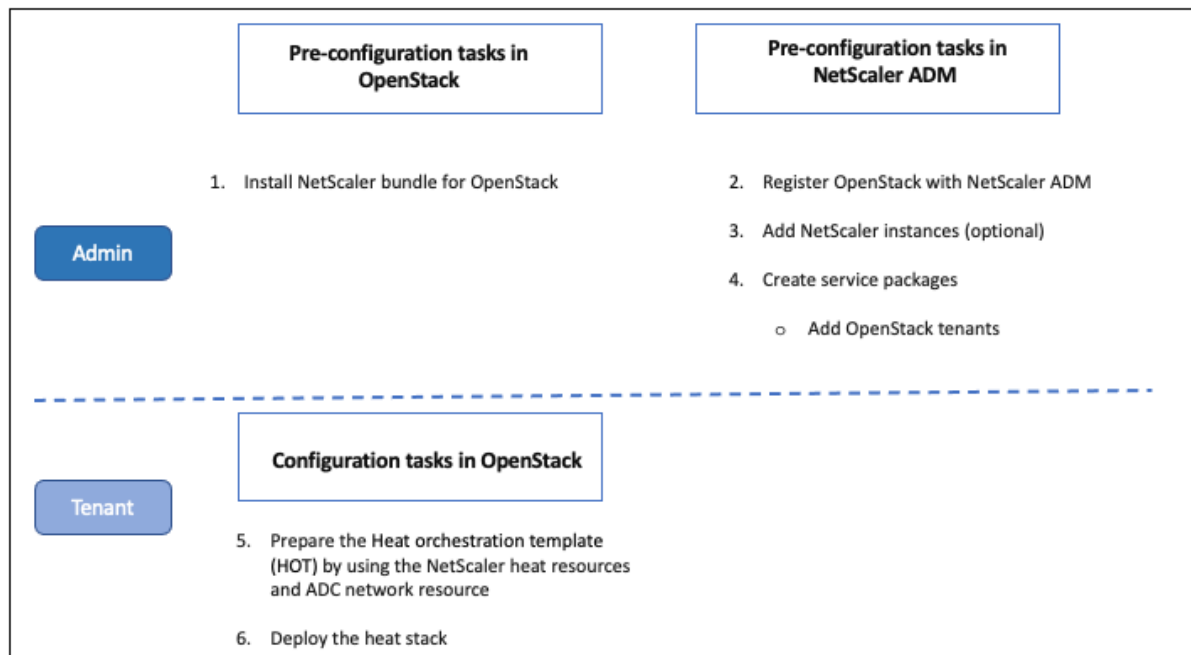 Pre-configuration tasks in
OpenStack
Pre-configuration tasks in
NetScaler ADM
1. Install NetScaler bundle for OpenStack
2. Register OpenStack with NetScaler ADM
3. Add NetScaler instances (optional)
4. Create service packages
o Add OpenStack tenants
Admin
Configuration tasks in OpenStack
Tenant
5. Prepare the Heat orchestration template
(HOT) by using the NetScaler heat resources
and ADC network resource
6. Deploy the heat stack